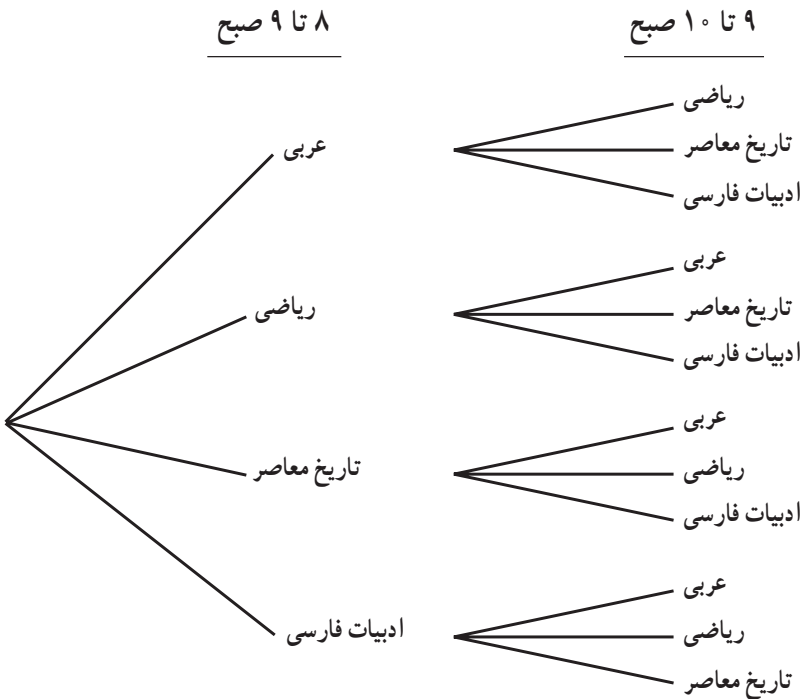 ۸ تا ۹ صبح
۹ تا ۱۰ صبح
عربی
ریاضی
تاریخ معاصر
ادبیات فارسی
ریاضی
عربی
تاریخ معاصر
ادبیات فارسی
تاریخ معاصر
عربی
ریاضی
ادبیات فارسی
ادبیات فارسی
عربی
ریاضی
تاریخ معاصر